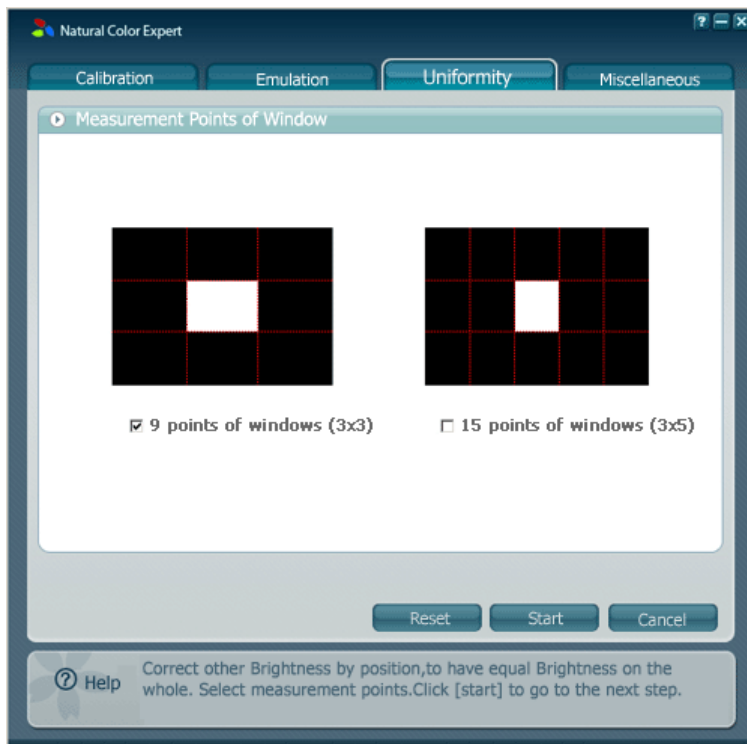 Natural Color Expert
Calibration
Emulation
Uniformity
Miscellaneous
Measurement Points of Window
9 points of windows (3x3)
15 points of windows (3x5)
Reset
Start
Cancel
Help
Correct other Brightness by position,to have equal Brightness on the
whole. Select measurement points.Click [start] to go to the next step.